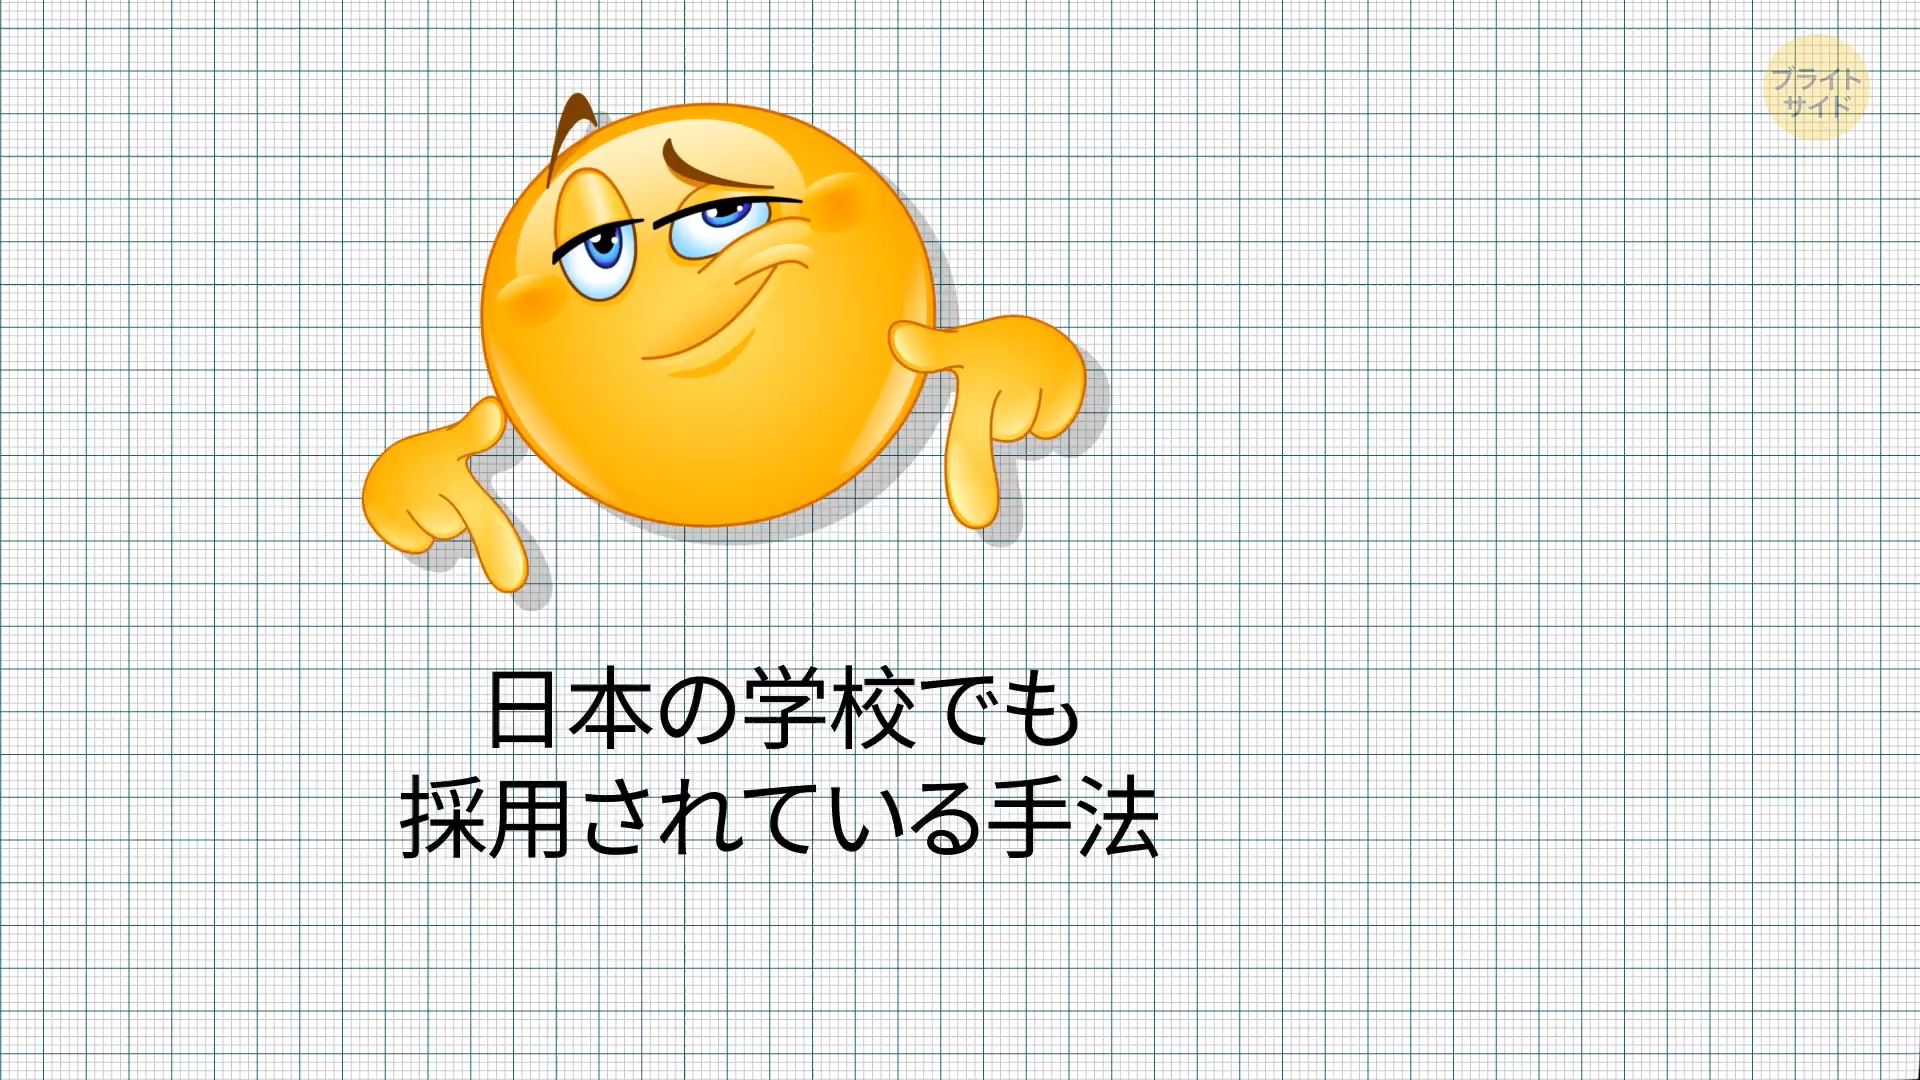 ブライト
サイド
日本の学校でも
採用されている手法